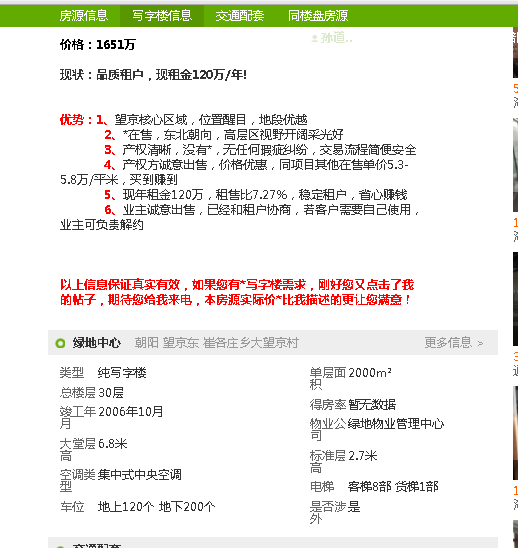 房源信息 写字楼信息 交通配套 同楼盘房源
价格：1651万
孙道..
现状：品质租户，现租金120万/年!
优势：1、望京核心区域，位置醒目，地段优越
2、*在售，东北朝向，高层区视野开阔采光好
3、产权清晰，没有*，无任何瑕疵纠纷，交易流程简便安全
4、产权方诚意出售，价格优惠，同项目其他在售单价5.3-
5.8万/平米，买到赚到
5、现年租金120万，租售比7.27%，稳定租户，省心赚钱
6、业主诚意出售，已经和租户协商，若客户需要自己使用，
业主可负责解约
以上信息保证真实有效，如果您有*写字楼需求，刚好您又点击了我
的帖子，期待您给我来电，本房源实际价*比我描述的更让您满意！
绿地中心 朝阳 望京东 崔各庄乡大望京村 更多信息 >
类型 纯写字楼
单层面积 2000m²
总楼层 30层
得房率 暂无数据
竣工年月 2006年10月
物业公司 绿地物业管理中心
大堂层高 6.8米
标准层高 2.7米
空调类型 集中式中央空调
电梯 客梯8部 货梯1部
车位 地上120个 地下200个
是否涉外 是